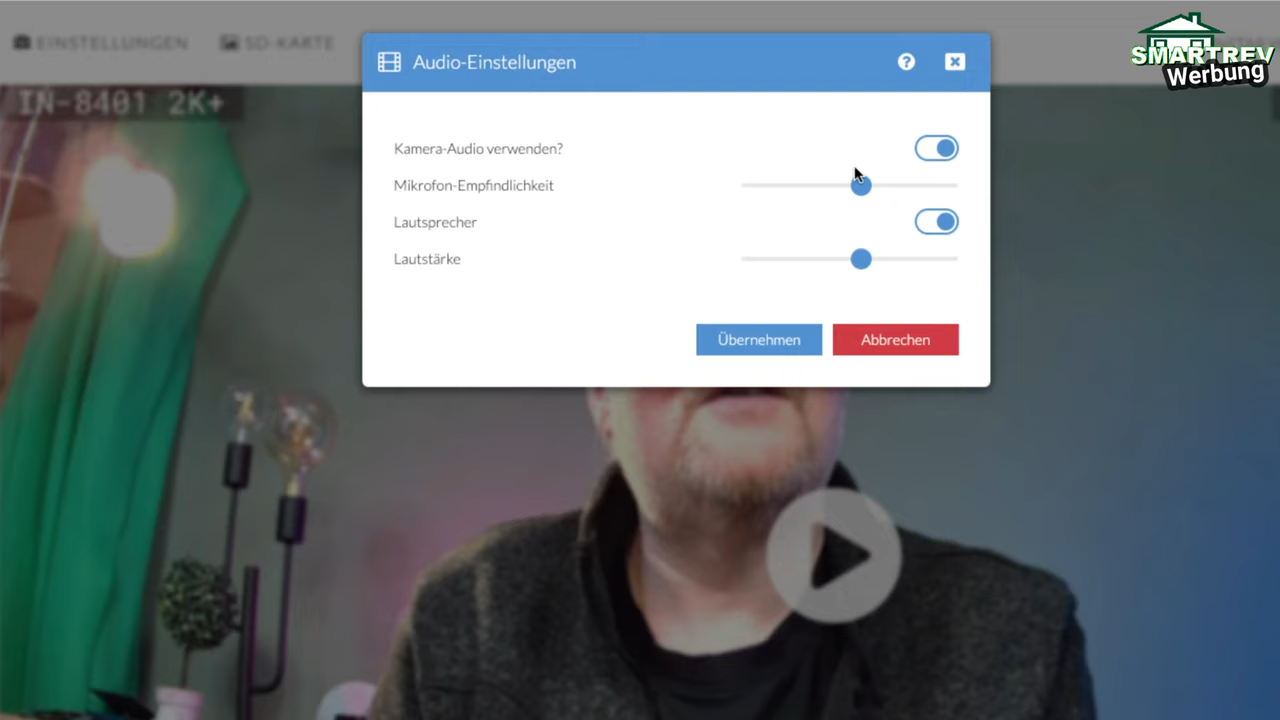 EINSTELLUNGEN SD-KARTE
Audio-Einstellungen ?
SMARTREV
Werbung
IN-8401 2K+
Kamera-Audio verwenden?
Mikrofon-Empfindlichkeit
Lautsprecher
Lautstärke
Übernehmen Abbrechen